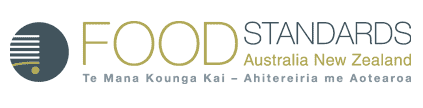 FOOD STANDARDS
Australia New Zealand
Te Mana Kounga Kai – Ahitereiria me Aotearoa